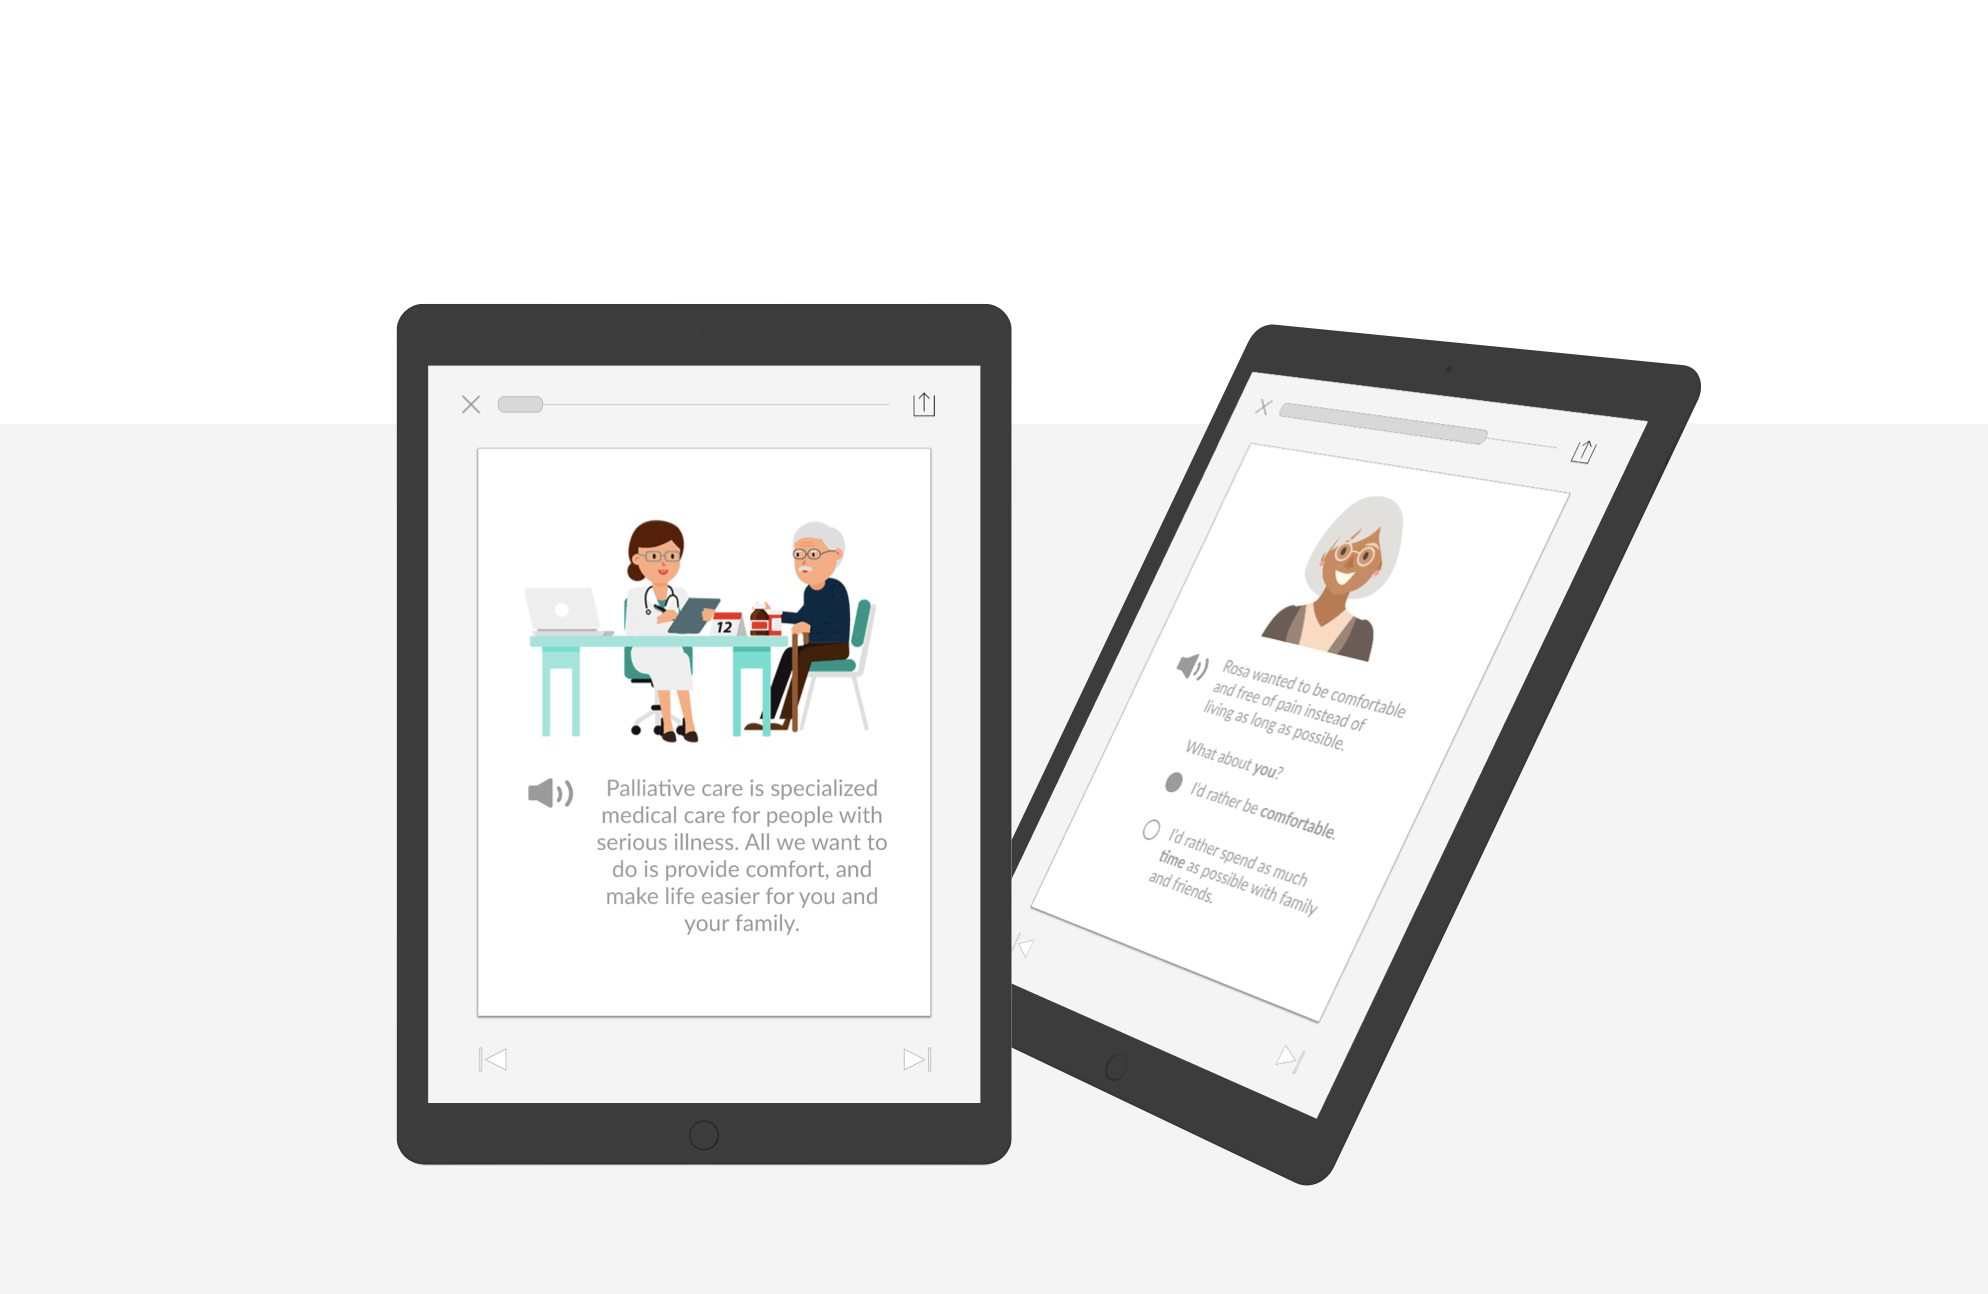 12
Palliative care is specialized
medical care for people with
serious illness. All we want to
do is provide comfort, and
make life easier for you and
your family.
Rosa wanted to be comfortable
and free of pain instead of
living as long as possible.
What about you?
I'd rather be comfortable.
I'd rather spend as much
time as possible with family
and friends.